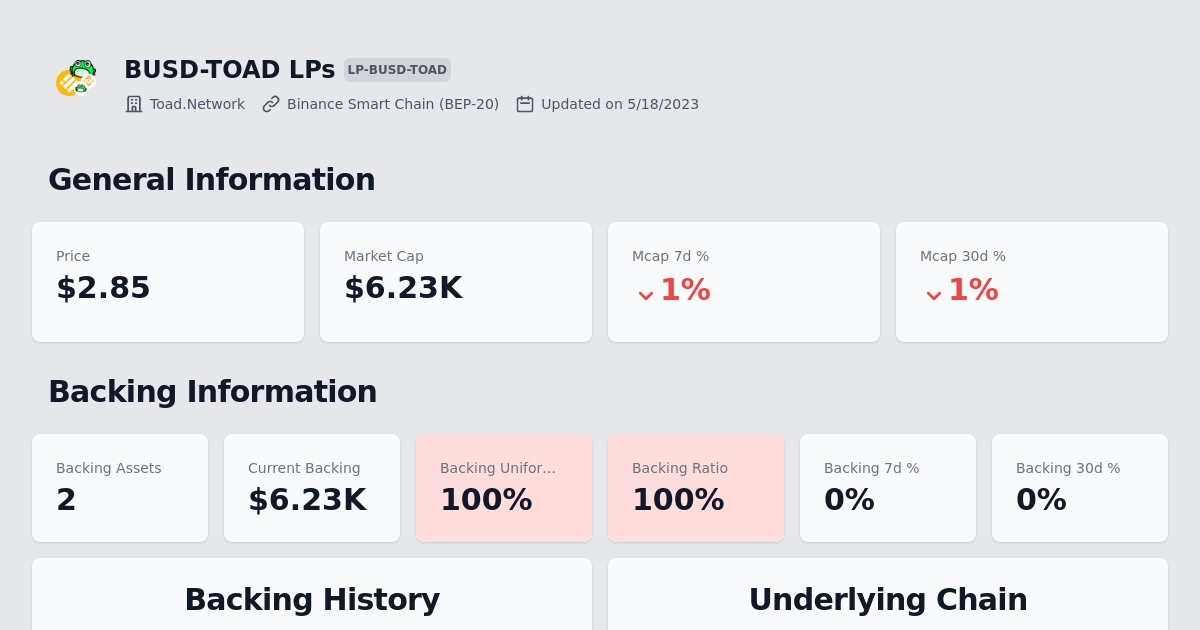 BUSD-TOAD LPs LP-BUSD-TOAD
Toad.Network Binance Smart Chain (BEP-20) Updated on 5/18/2023
General Information
Price
$2.85
Market Cap
$6.23K
Mcap 7d %
1%
Mcap 30d %
1%
Backing Information
Backing Assets
2
Current Backing
$6.23K
Backing Unifor...
100%
Backing Ratio
100%
Backing 7d %
0%
Backing 30d %
0%
Backing History
Underlying Chain